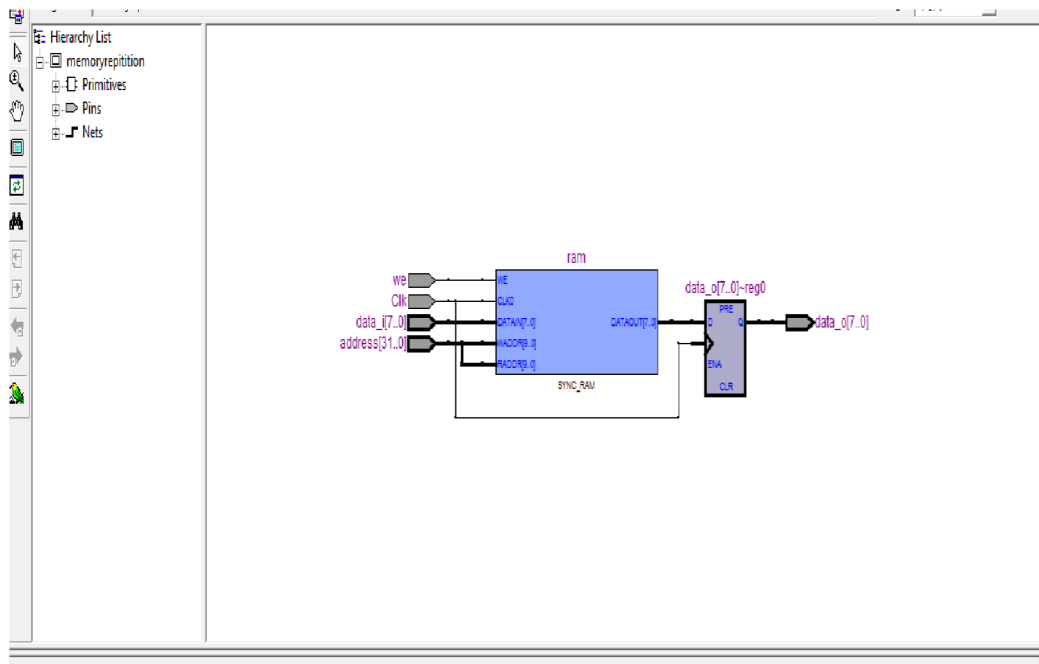 Hierarchy List
memoryrepitition
Primitives
Pins
Nets
ram
we
Clk
data_i[7..0]
address[31..0]
WE
CLK0
DATAIN[7..0]
WADDR[9..0]
RADDR[9..0]
DATAOUT[7..0]
SYNC_RAM
data_o[7..0]~reg0
PRE
D
Q
ENA
CLR
data_o[7..0]